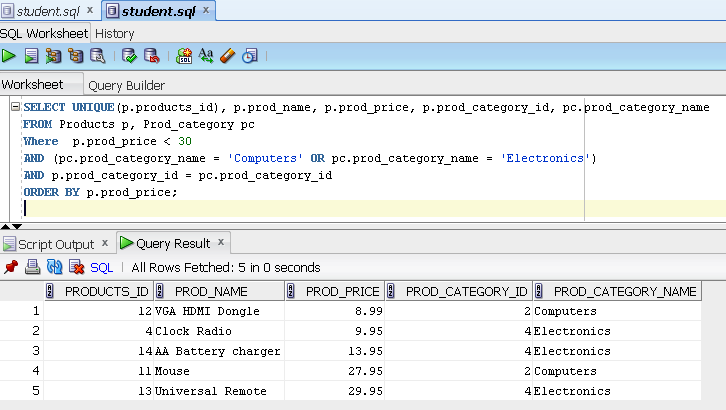 student.sql x student.sql x
SQL Worksheet History
Worksheet Query Builder
SELECT UNIQUE(p.products_id), p.prod_name, p.prod_price, p.prod_category_id, pc.prod_category_name
FROM Products p, Prod_category pc
Where p.prod_price < 30
AND (pc.prod_category_name = 'Computers' OR pc.prod_category_name = 'Electronics')
AND p.prod_category_id = pc.prod_category_id
ORDER BY p.prod_price;
Script Output x Query Result x
SQL | All Rows Fetched: 5 in 0 seconds
PRODUCTS_ID PROD_NAME PROD_PRICE PROD_CATEGORY_ID PROD_CATEGORY_NAME
1 12 VGA HDMI Dongle 8.99 2 Computers
2 4 Clock Radio 9.95 4 Electronics
3 14 AA Battery charger 13.95 4 Electronics
4 11 Mouse 27.95 2 Computers
5 13 Universal Remote 29.95 4 Electronics